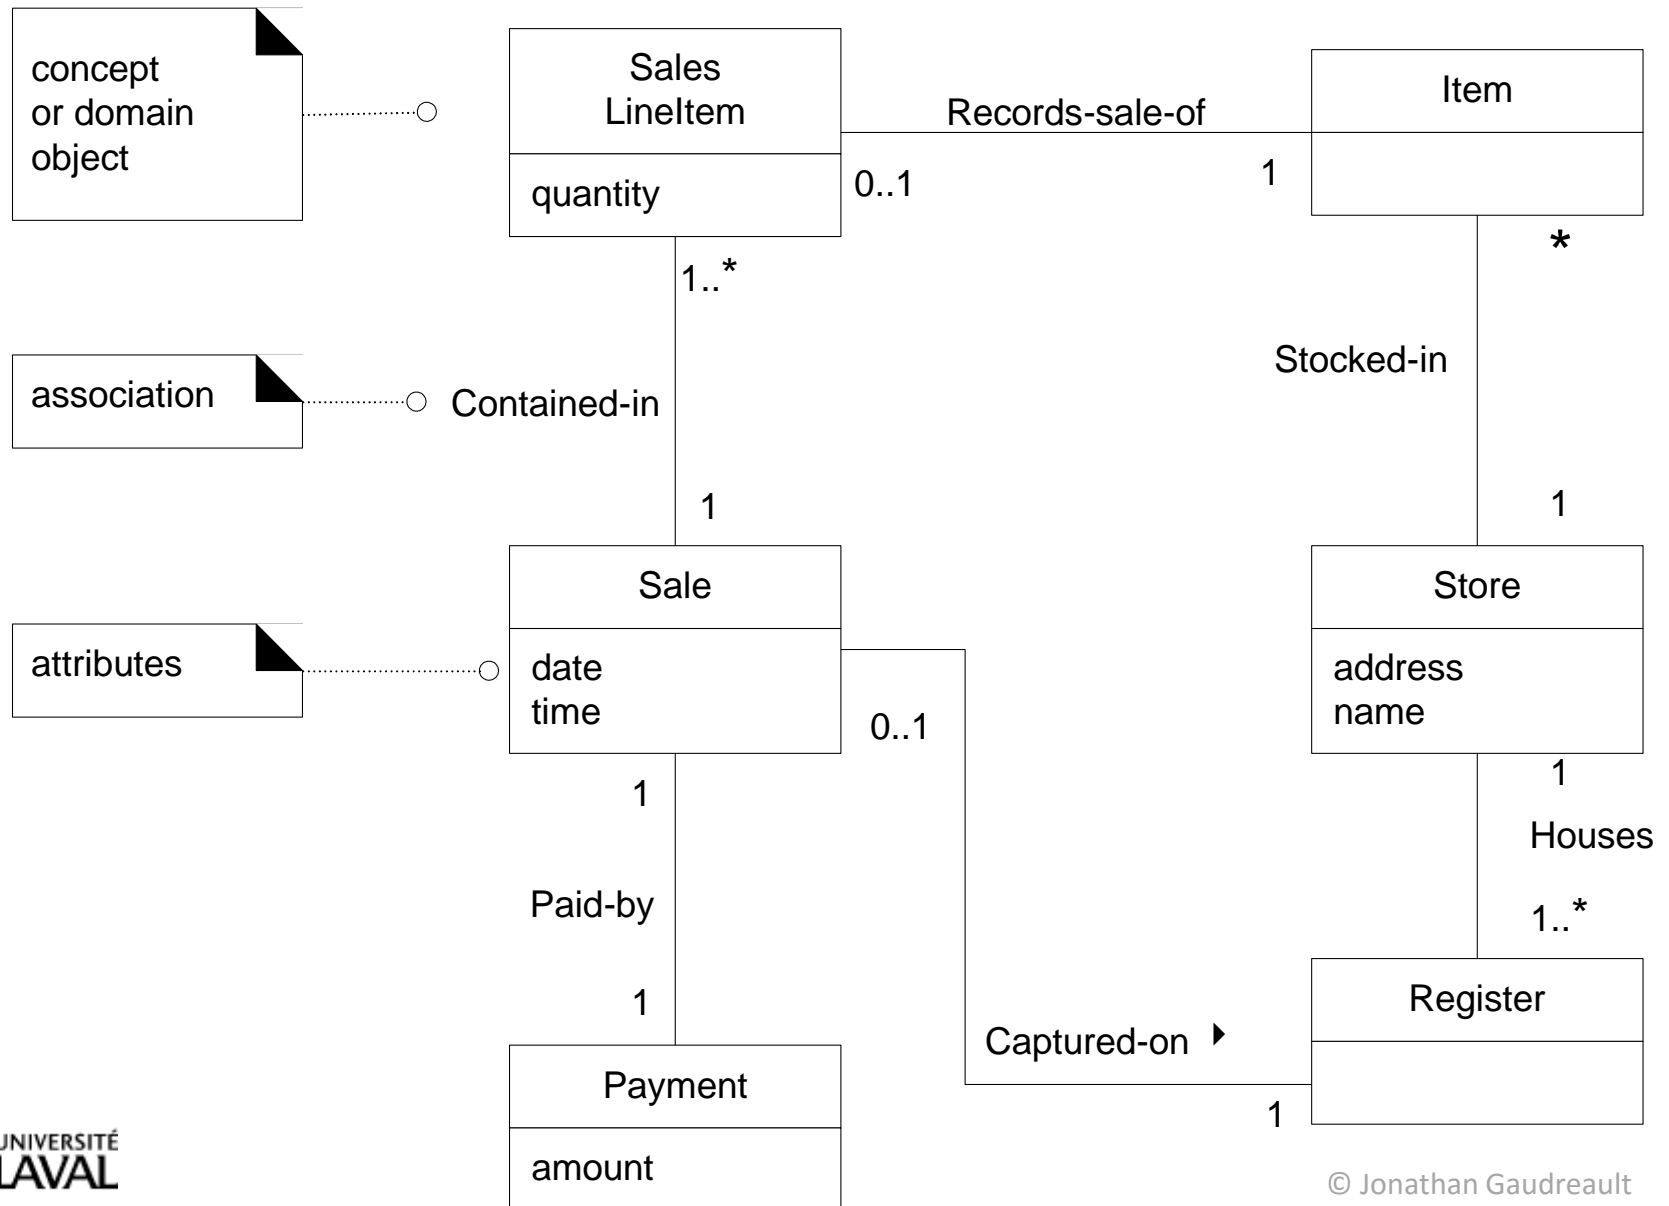 concept
or domain
object
Sales
LineItem
quantity
Records-sale-of
0..1
1
Item
*
1..*
association
Contained-in
Stocked-in
1
1
attributes
Sale
date
time
0..1
Store
address
name
1
1
Houses
Paid-by
1..*
1
Captured-on
Register
1
Payment
amount
UNIVERSITÉ
LAVAL
© Jonathan Gaudreault